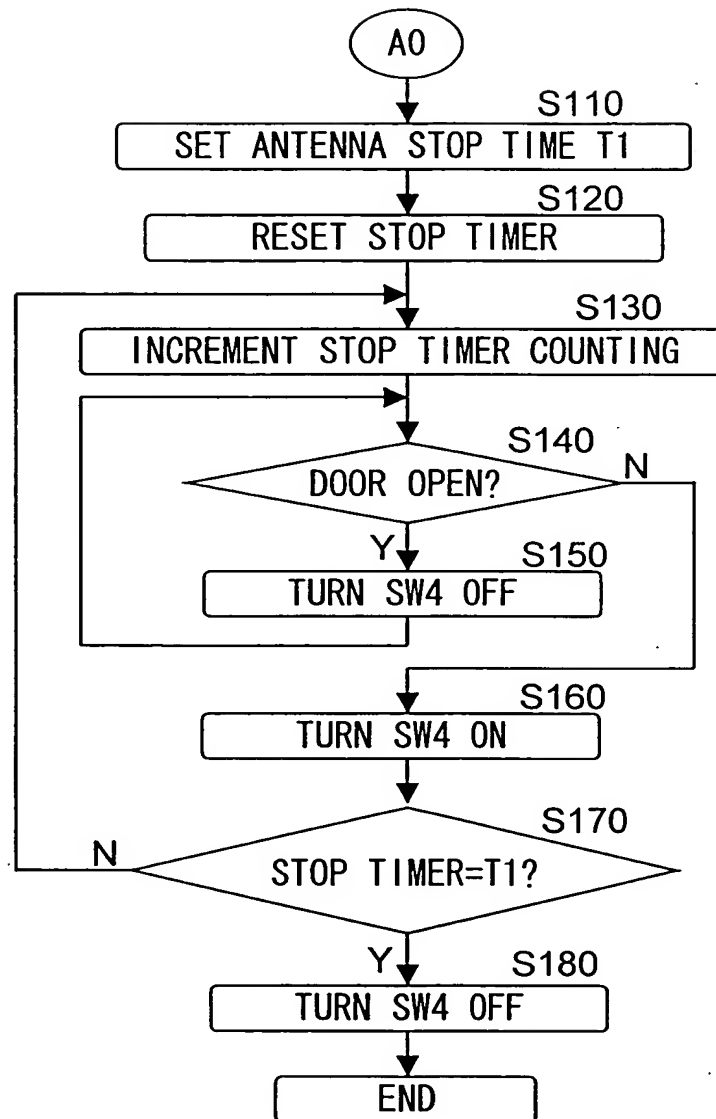 A0
S110
SET ANTENNA STOP TIME T1
S120
RESET STOP TIMER
S130
INCREMENT STOP TIMER COUNTING
S140
DOOR OPEN?
N
Y
S150
TURN SW4 OFF
S160
TURN SW4 ON
S170
N
STOP TIMER=T1?
Y
S180
TURN SW4 OFF
END